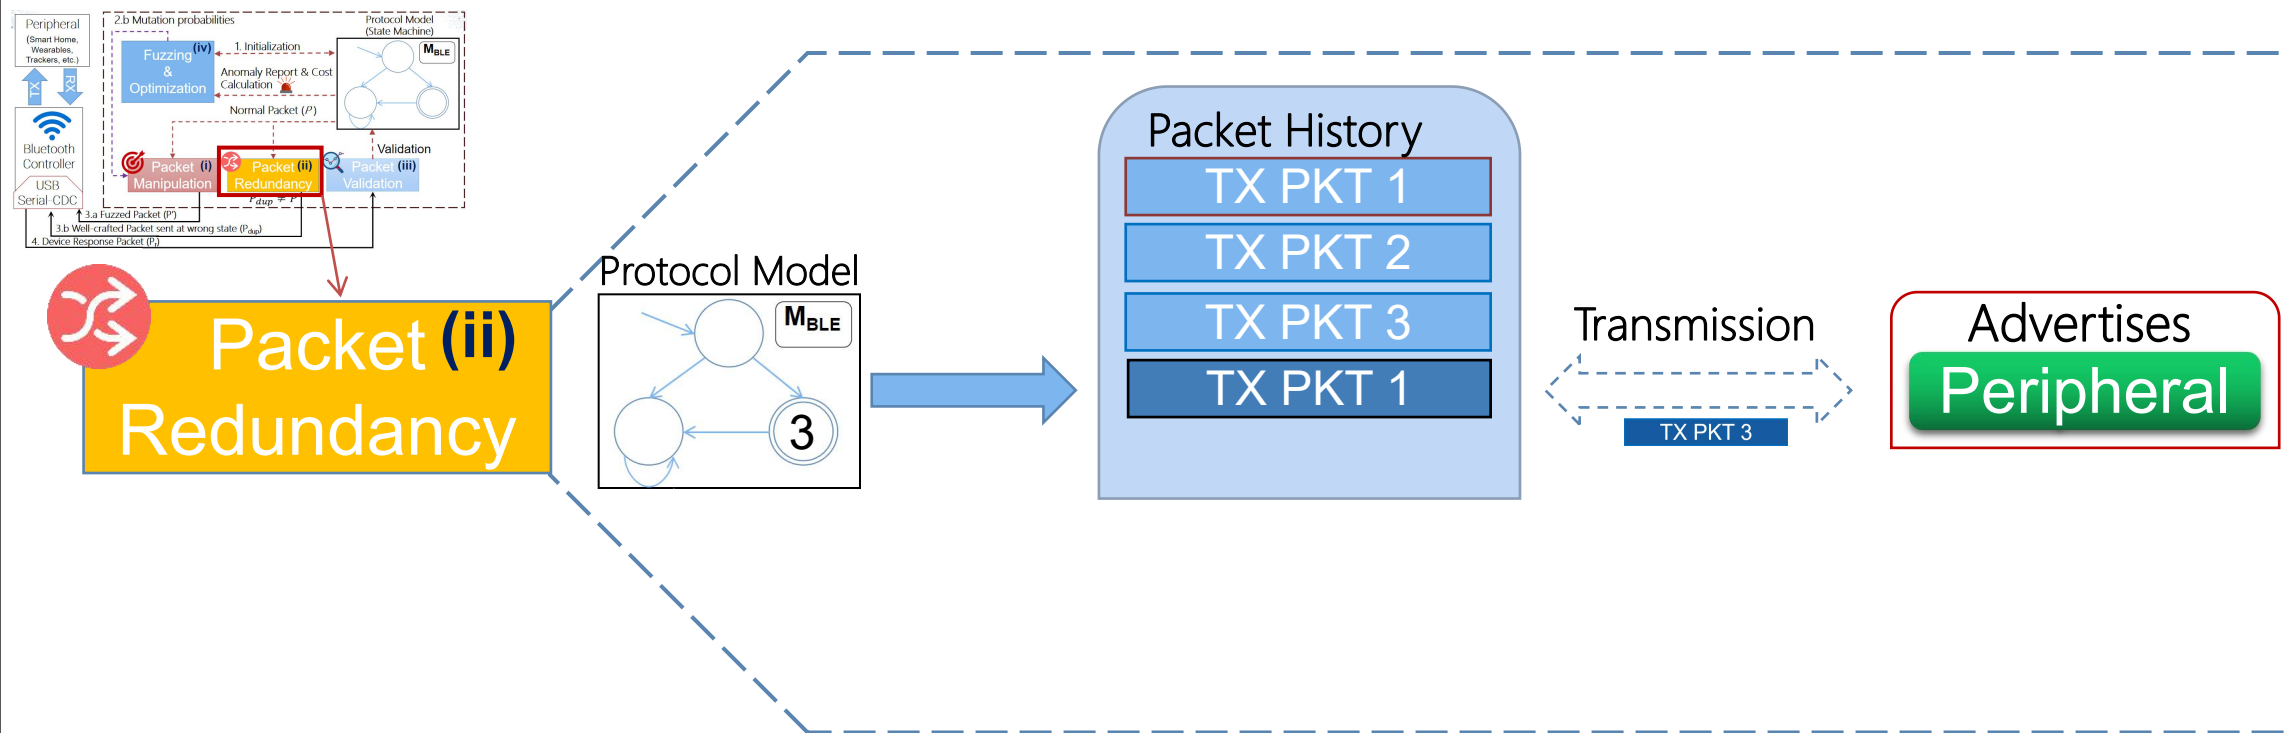 2.b Mutation probabilities
Protocol Model
(State Machine)
Peripheral
(Smart Home,
Wearables,
Trackers, etc.)
TX
RX
Fuzzing (iv)
&
Optimization
1. Initialization
MBLE
Anomaly Report & Cost
Calculation
Normal Packet (P)
Bluetooth
Controller
USB
Serial-CDC
Validation
Packet (i)
Manipulation
Packet (ii)
Redundancy
Packet (iii)
Validation
Pdup ≠ P
3.a Fuzzed Packet (P')
3.b Well-crafted Packet sent at wrong state (Pdup)
4. Device Response Packet (Pr)
Packet (ii)
Redundancy
Protocol Model
MBLE
3
Packet History
TX PKT 1
TX PKT 2
TX PKT 3
TX PKT 1
Transmission
TX PKT 3
Advertises
Peripheral